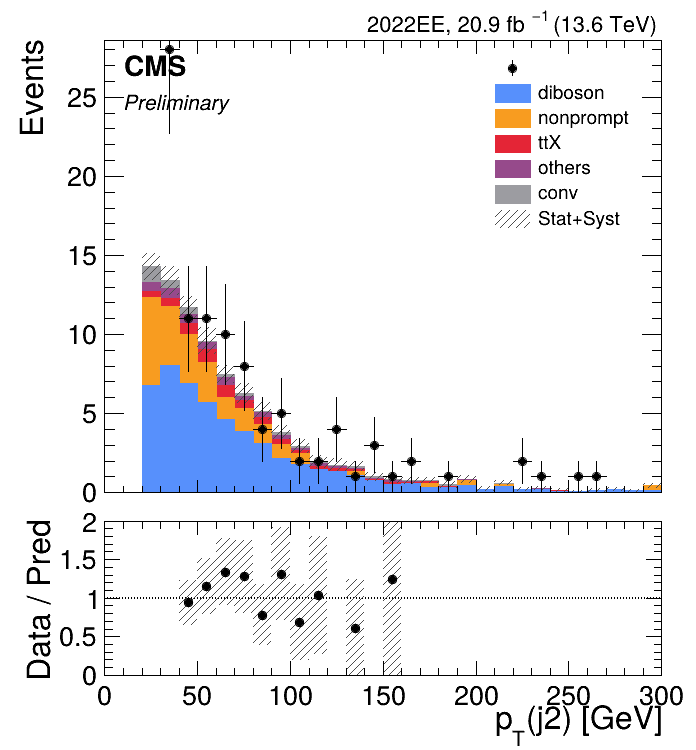 2022EE, 20.9 fb⁻¹ (13.6 TeV)
CMS
Preliminary
Events
diboson
nonprompt
ttX
others
conv
Stat+Syst
25
20
15
10
5
0
Data / Pred
2
1.5
1
0.5
0
0 50 100 150 200 250 300
p_T(j2) [GeV]